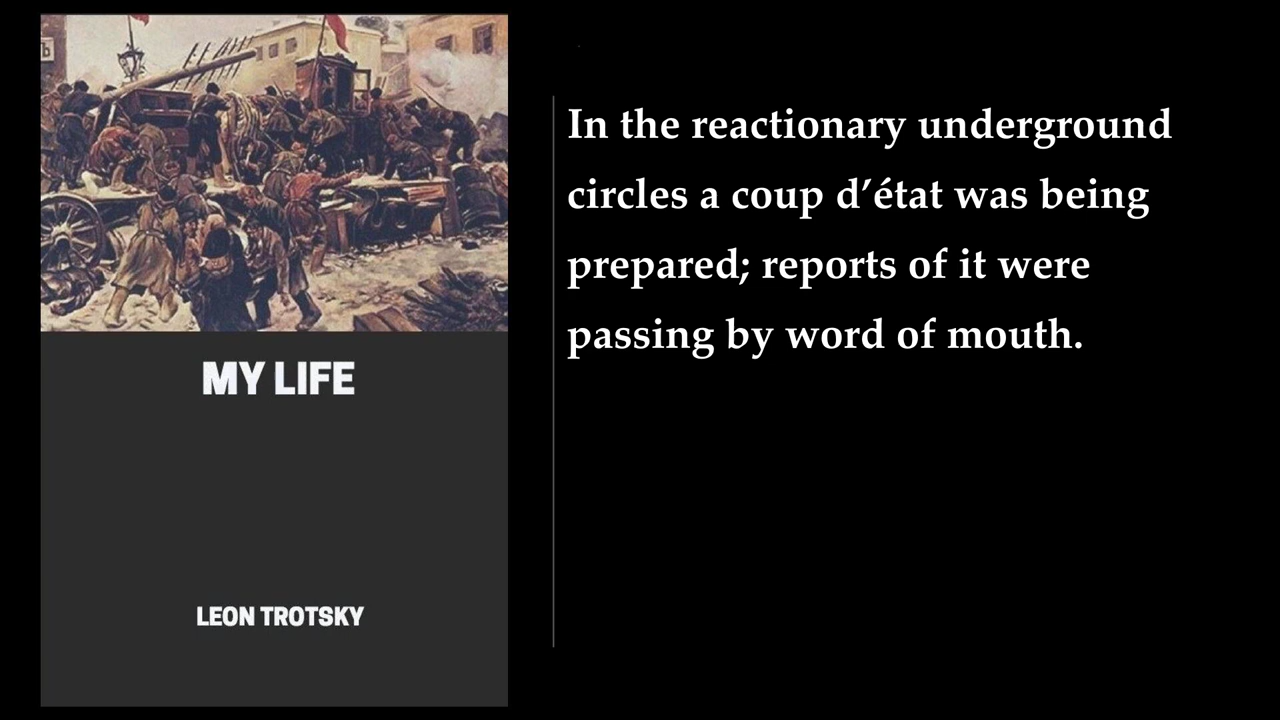 MY LIFE
LEON TROTSKY
In the reactionary underground
circles a coup d’état was being
prepared; reports of it were
passing by word of mouth.